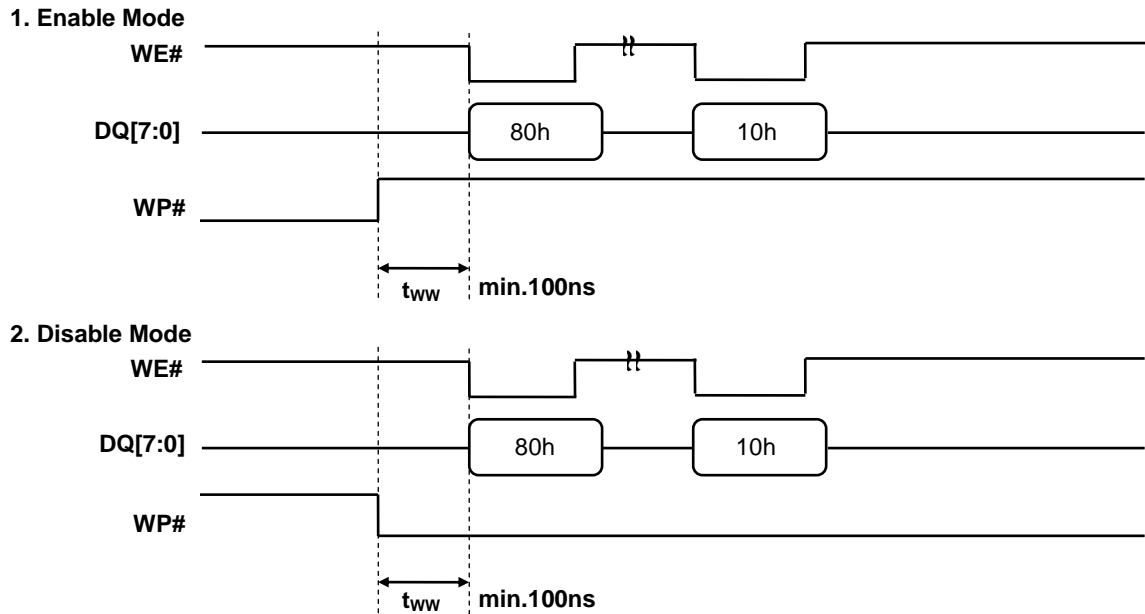 1. Enable Mode
WE#
DQ[7:0] 80h 10h
WP#
tWW min.100ns
2. Disable Mode
WE#
DQ[7:0] 80h 10h
WP#
tWW min.100ns